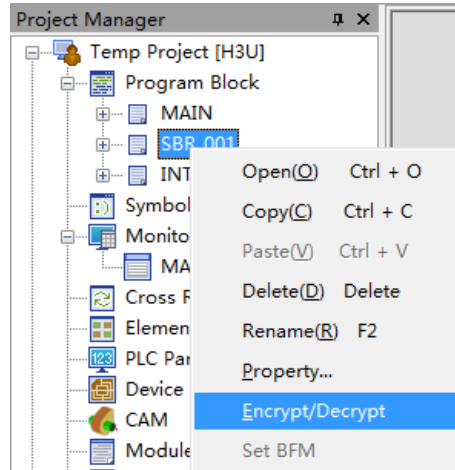 Project Manager
Temp Project [H3U]
Program Block
MAIN
SBR_001
INT
Symbol
Monito
MA
Cross R
Elemen
PLC Par
Device
CAM
Module
Open(O) Ctrl + O
Copy(C) Ctrl + C
Paste(V) Ctrl + V
Delete(D) Delete
Rename(R) F2
Property...
Encrypt/Decrypt
Set BFM